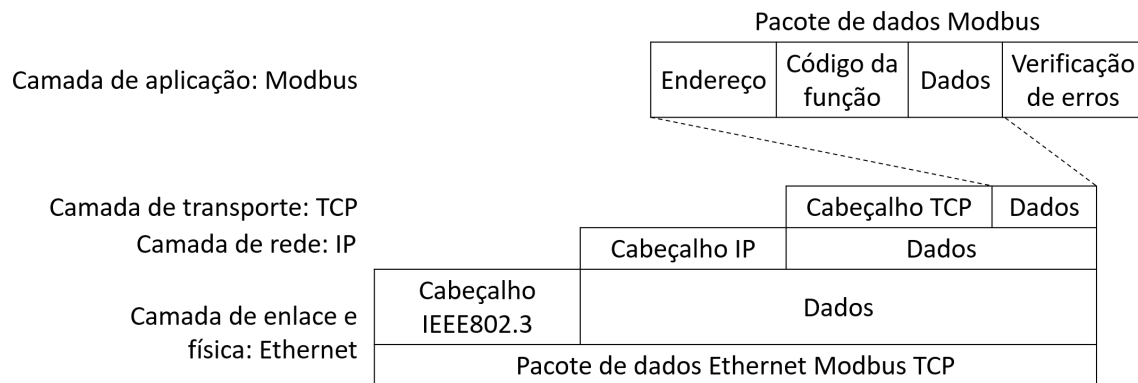 Pacote de dados Modbus
Camada de aplicação: Modbus
Endereço
Código da
função
Dados
Verificação
de erros
Camada de transporte: TCP
Cabeçalho TCP
Dados
Camada de rede: IP
Cabeçalho IP
Dados
Camada de enlace e
física: Ethernet
Cabeçalho
IEEE802.3
Dados
Pacote de dados Ethernet Modbus TCP